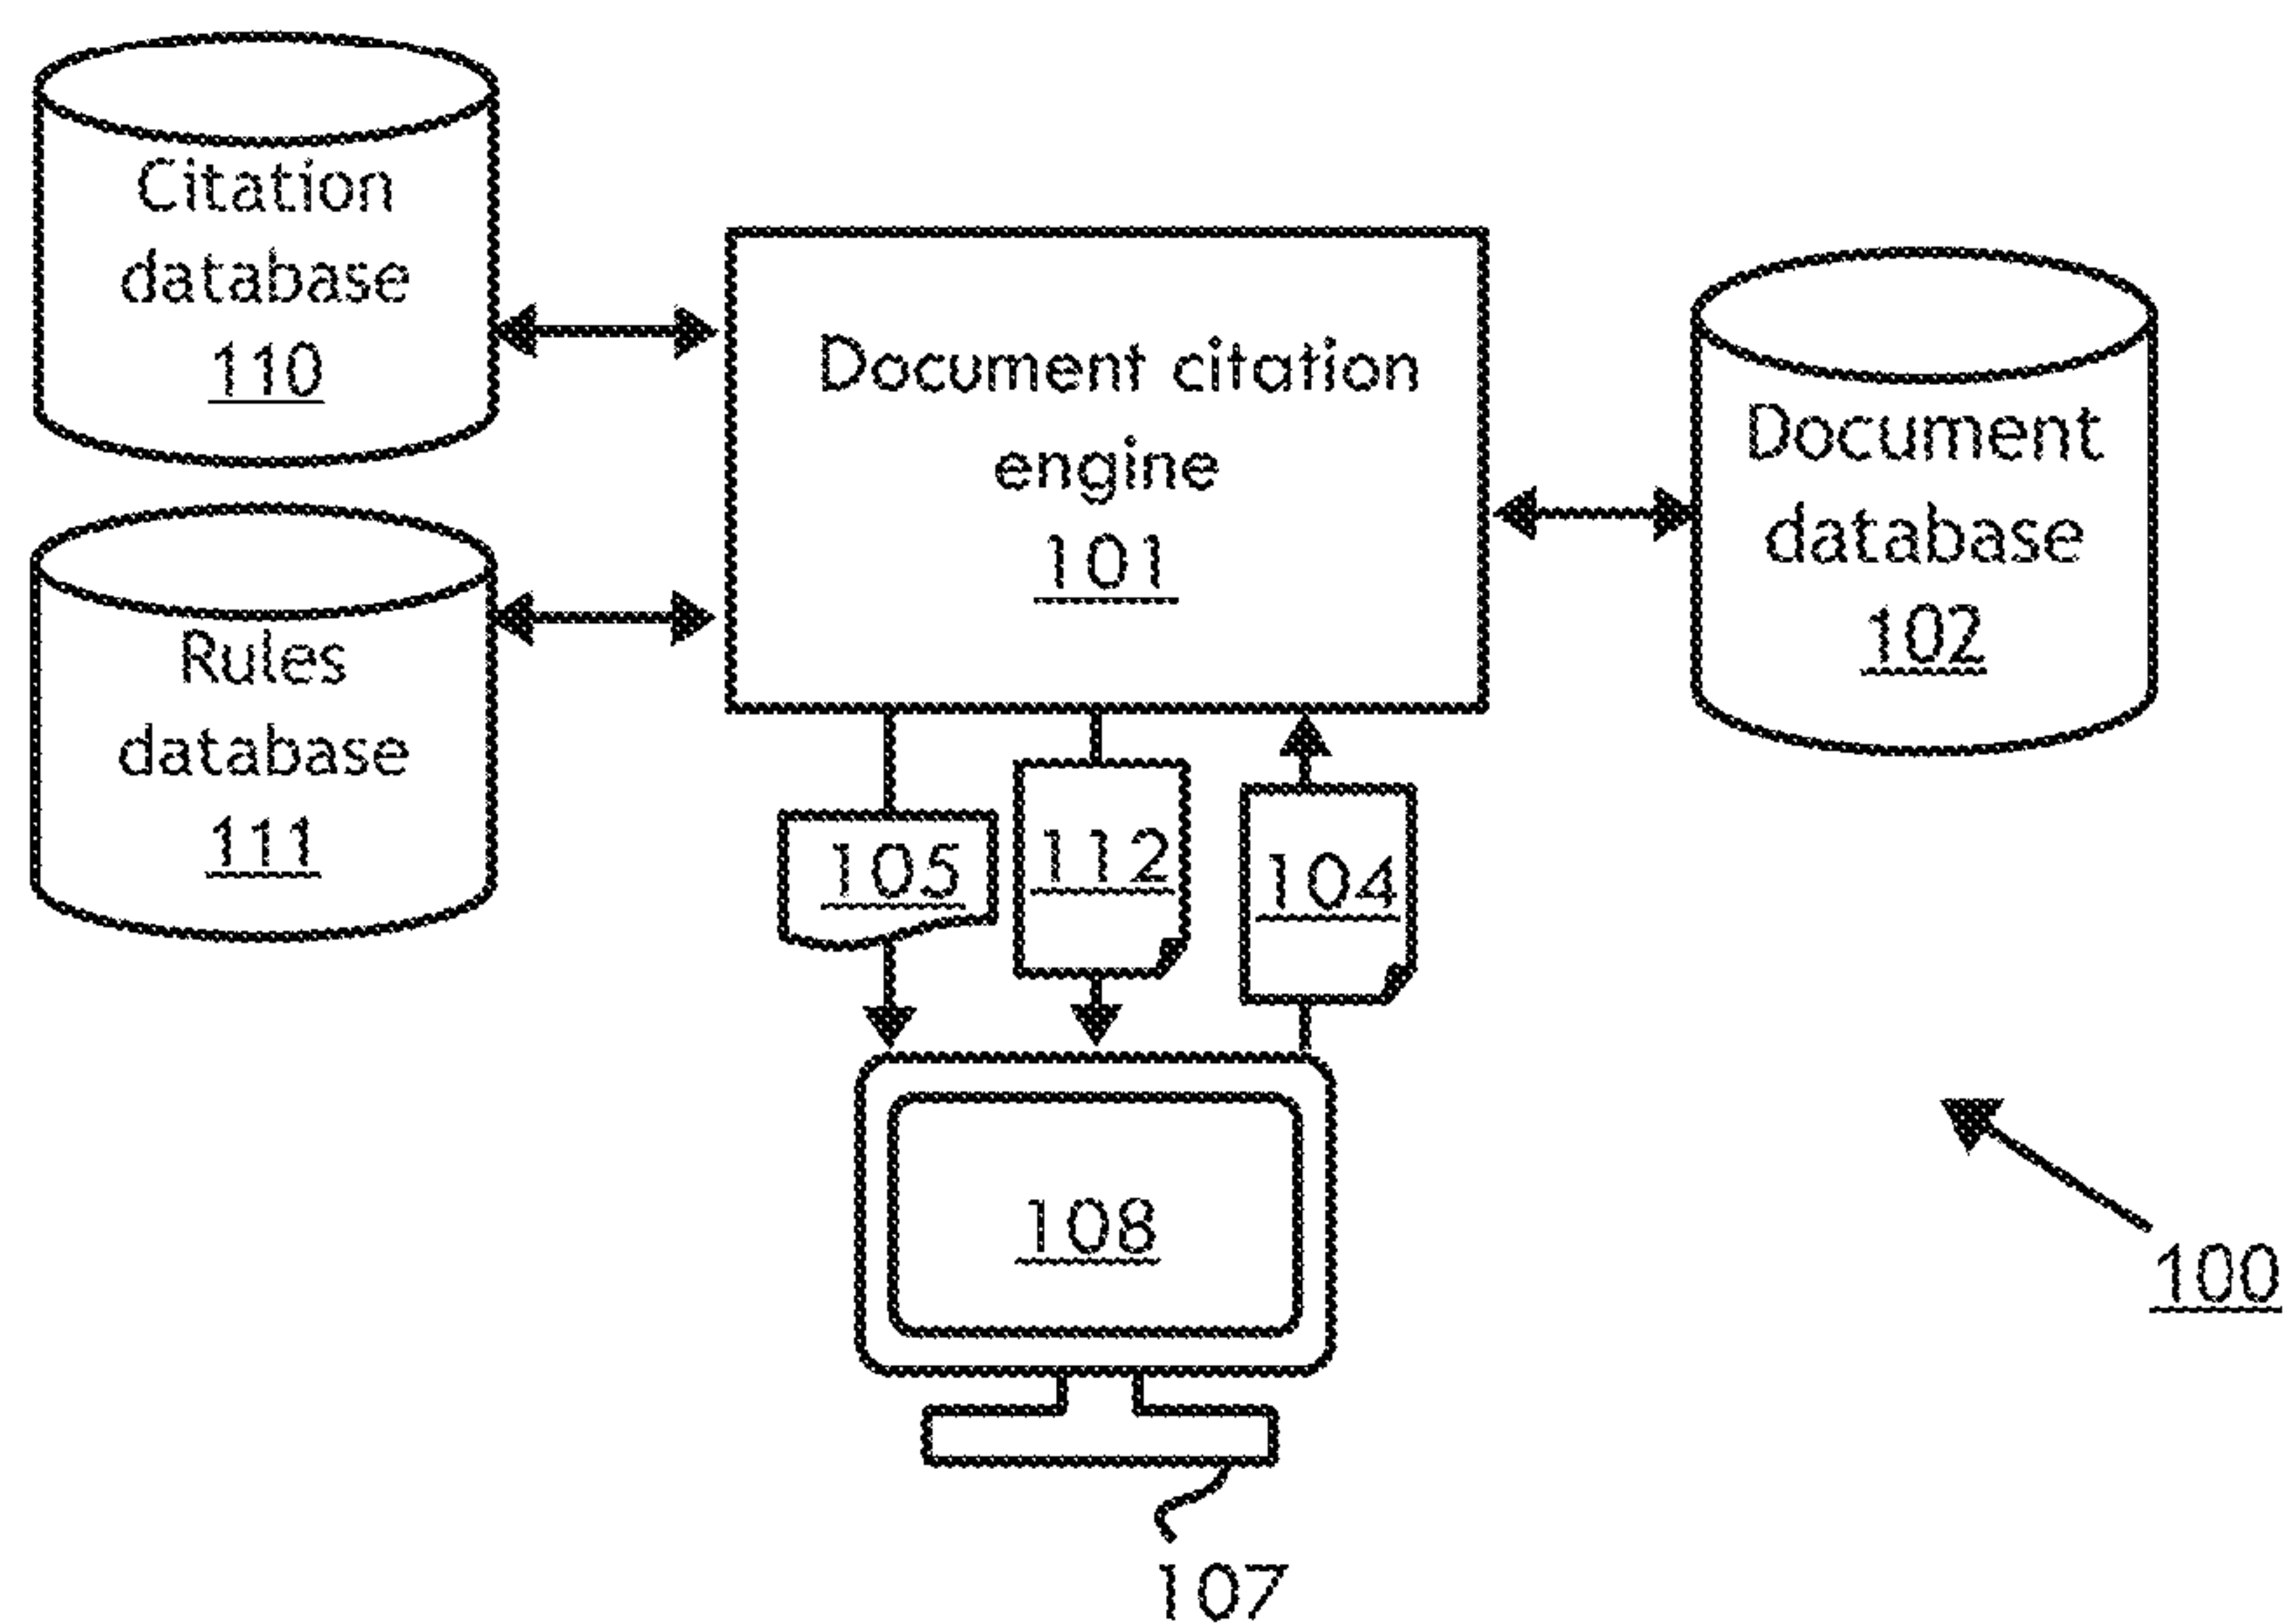 Citation
database
110
Document citation
engine
101
Document
database
102
Rules
database
111
105
112
104
108
100
107